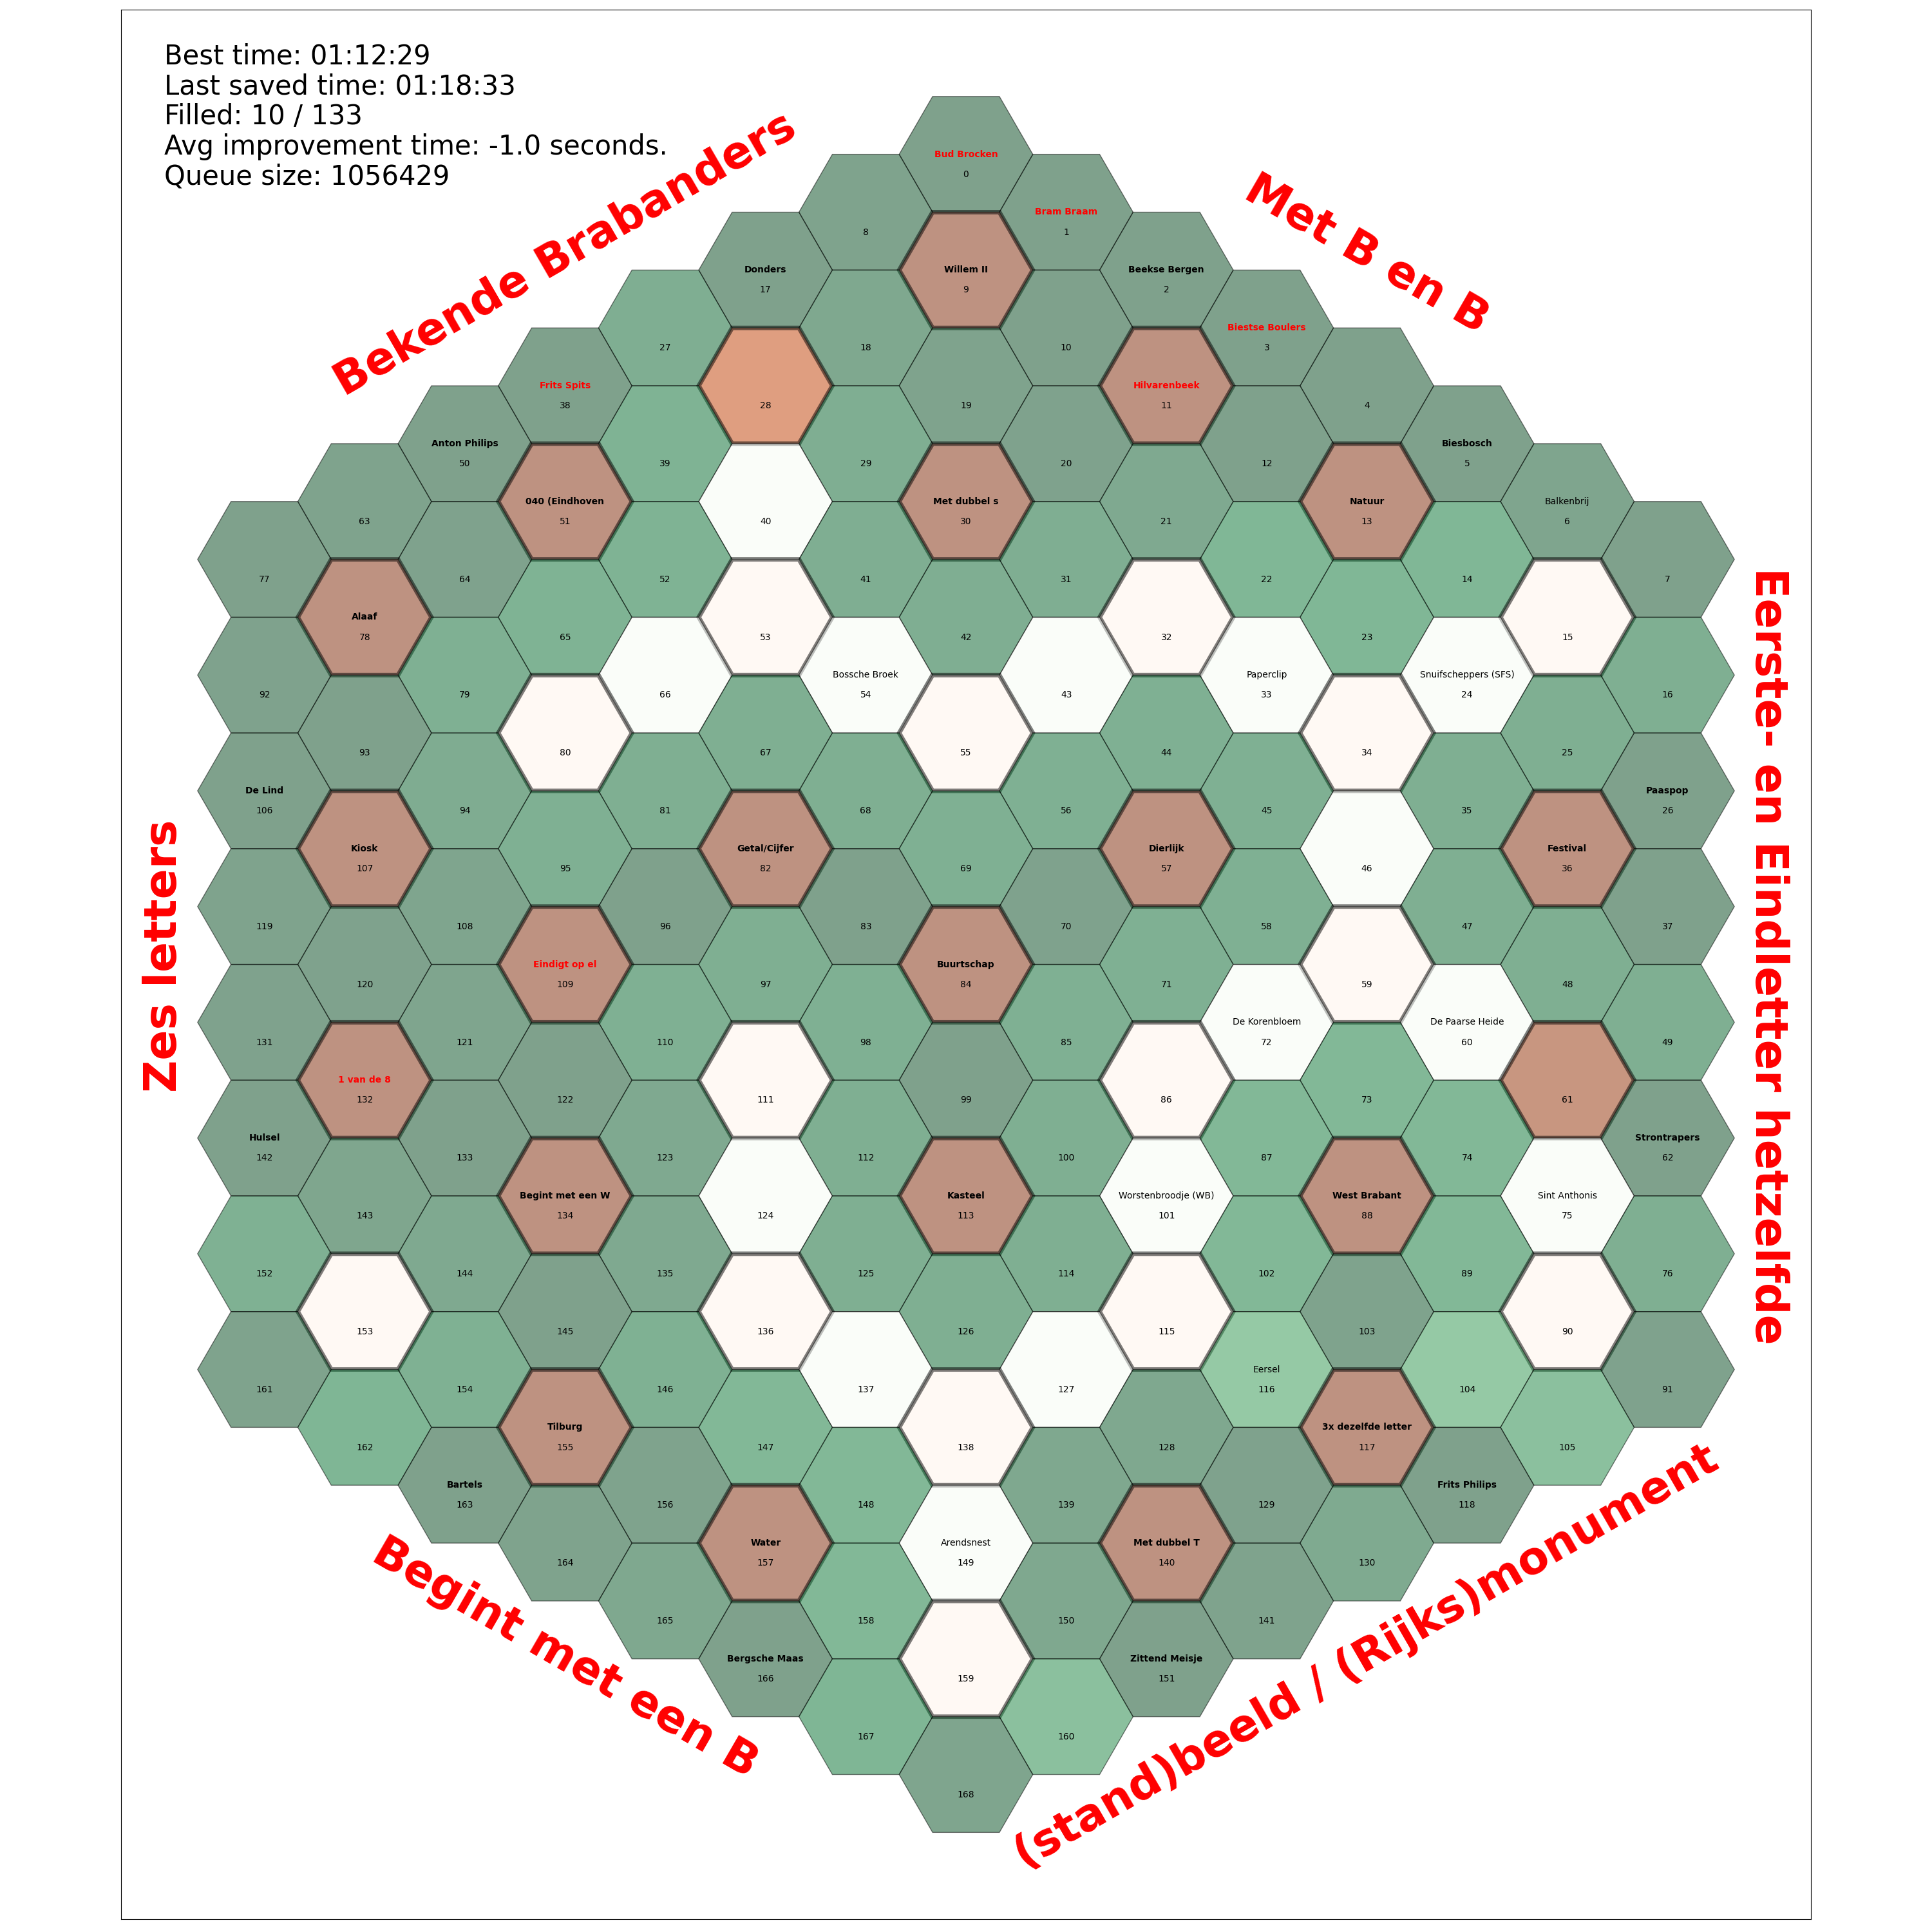 Best time: 01:12:29
Last saved time: 01:18:33
Filled: 10 / 133
Avg improvement time: -1.0 seconds.
Queue size: 1056429
Bekende Brabanders
Met B en B
Eerste- en Eindletter hetzelfde
(stand)beeld / (Rijks)monument
Begint met een B
Zes letters
Bud Brocken
0
Bram Braam
1
8
Donders
17
Willem II
9
Beekse Bergen
2
Biestse Boulers
3
27
18
10
Frits Spits
38
28
19
Hilvarenbeek
11
4
Anton Philips
50
39
29
20
12
Biesbosch
5
63
040 (Eindhoven
51
40
Met dubbel s
30
21
Natuur
13
Balkenbrij
6
77
64
52
41
31
22
14
7
Alaaf
78
65
53
42
32
23
15
92
79
66
Bossche Broek
54
43
Paperclip
33
Snuifscheppers (SFS)
24
16
93
80
67
55
44
34
25
De Lind
106
94
81
68
56
45
35
Paaspop
26
Kiosk
107
95
Getal/Cijfer
82
69
Dierlijk
57
46
Festival
36
119
108
96
83
70
58
47
37
120
Eindigt op el
109
97
Buurtschap
84
71
59
48
131
121
110
98
85
De Korenbloem
72
De Paarse Heide
60
49
1 van de 8
132
122
111
99
86
73
61
Hulsel
142
133
123
112
100
87
74
Strontrapers
62
143
Begint met een W
134
124
Kasteel
113
Worstenbroodje (WB)
101
West Brabant
88
Sint Anthonis
75
152
144
135
125
114
102
89
76
153
145
136
126
115
103
90
161
154
146
137
127
Eersel
116
104
91
162
Tilburg
155
147
138
128
3x dezelfde letter
117
105
Bartels
163
156
148
139
129
Frits Philips
118
164
Water
157
Arendsnest
149
Met dubbel T
140
130
165
158
150
141
Bergsche Maas
166
159
Zittend Meisje
151
167
160
168